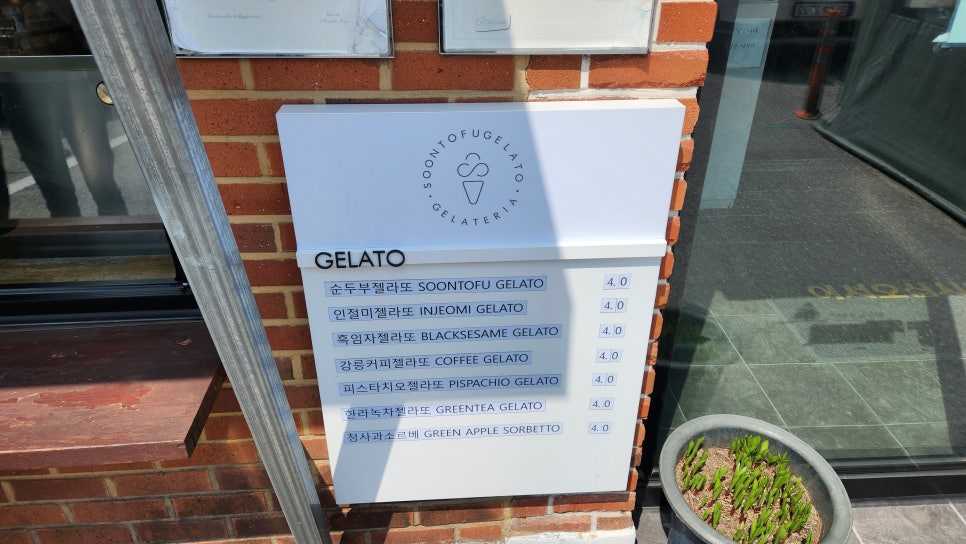 SOONTOFUGELATO
GELATERIA
GELATO
순두부젤라또 SOONTOFU GELATO 4.0
인절미젤라또 INJEOMI GELATO 4.0
흑임자젤라또 BLACKSESAME GELATO 4.0
강릉커피젤라또 COFFEE GELATO 4.0
피스타치오젤라또 PISPACHIO GELATO 4.0
한라녹차젤라또 GREENTEA GELATO 4.0
청사과소르베 GREEN APPLE SORBETTO 4.0